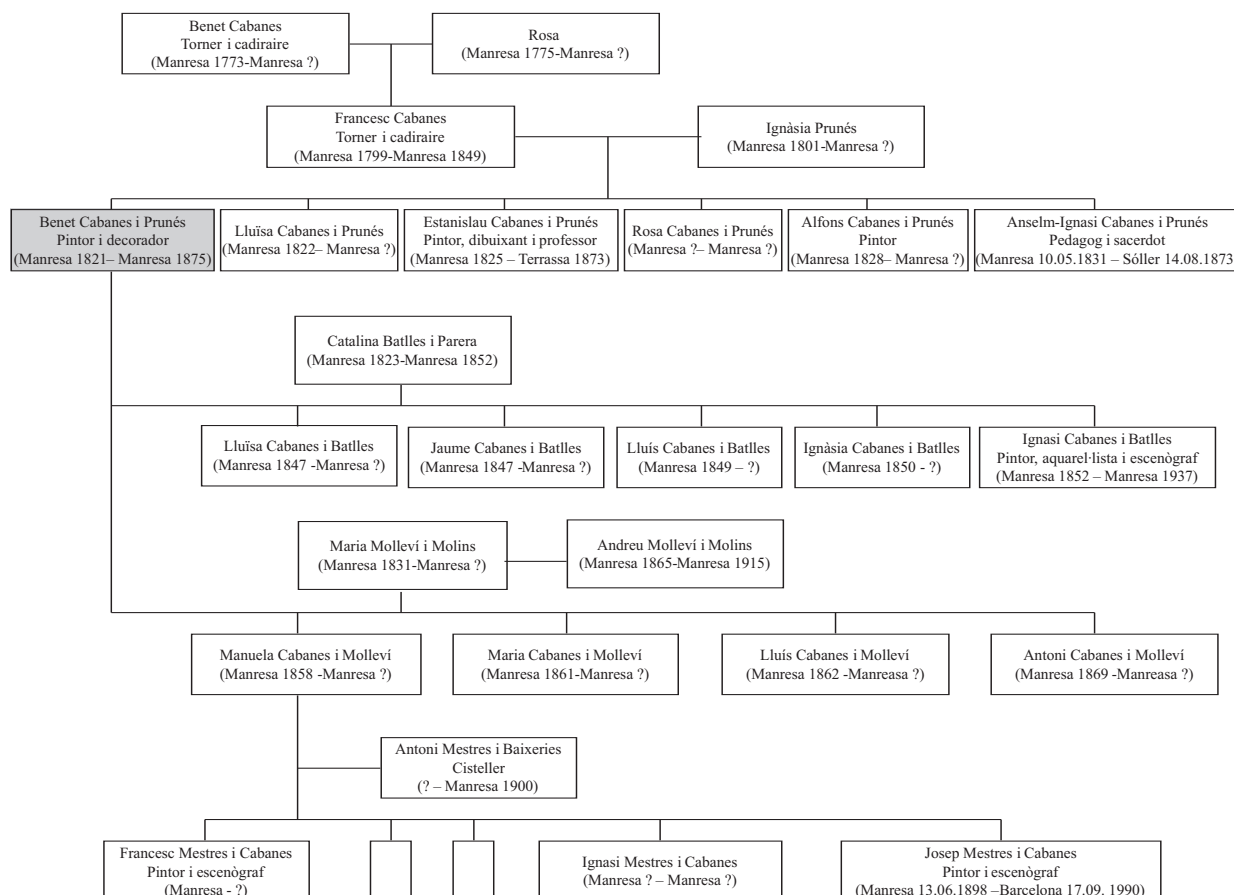 Benet Cabanes
Torner i cadiraire
(Manresa 1773-Manresa ?)
Rosa
(Manresa 1775-Manresa ?)
Francesc Cabanes
Torner i cadiraire
(Manresa 1799-Manresa 1849)
Ignàsia Prunés
(Manresa 1801-Manresa ?)
Benet Cabanes i Prunés
Pintor i decorador
(Manresa 1821– Manresa 1875)
Lluïsa Cabanes i Prunés
(Manresa 1822– Manresa ?)
Estanislau Cabanes i Prunés
Pintor, dibuixant i professor
(Manresa 1825 – Terrassa 1873)
Rosa Cabanes i Prunés
(Manresa ?– Manresa ?)
Alfons Cabanes i Prunés
Pintor
(Manresa 1828– Manresa ?)
Anselm-Ignasi Cabanes i Prunés
Pedagog i sacerdot
(Manresa 10.05.1831 – Sóller 14.08.1873)
Catalina Batlles i Parera
(Manresa 1823-Manresa 1852)
Lluïsa Cabanes i Batlles
(Manresa 1847 -Manresa ?)
Jaume Cabanes i Batlles
(Manresa 1847 -Manresa ?)
Lluís Cabanes i Batlles
(Manresa 1849 – ?)
Ignàsia Cabanes i Batlles
(Manresa 1850 - ?)
Ignasi Cabanes i Batlles
Pintor, aquarel·lista i escenògraf
(Manresa 1852 – Manresa 1937)
Maria Molleví i Molins
(Manresa 1831-Manresa ?)
Andreu Molleví i Molins
(Manresa 1865-Manresa 1915)
Manuela Cabanes i Molleví
(Manresa 1858 -Manresa ?)
Maria Cabanes i Molleví
(Manresa 1861-Manresa ?)
Lluís Cabanes i Molleví
(Manresa 1862 -Manreasa ?)
Antoni Cabanes i Molleví
(Manresa 1869 -Manreasa ?)
Antoni Mestres i Baixeries
Cisteller
(? – Manresa 1900)
Francesc Mestres i Cabanes
Pintor i escenògraf
(Manresa - ?)
Ignasi Mestres i Cabanes
(Manresa ? – Manresa ?)
Josep Mestres i Cabanes
Pintor i escenògraf
(Manresa 13.06.1898 –Barcelona 17.09. 1990)